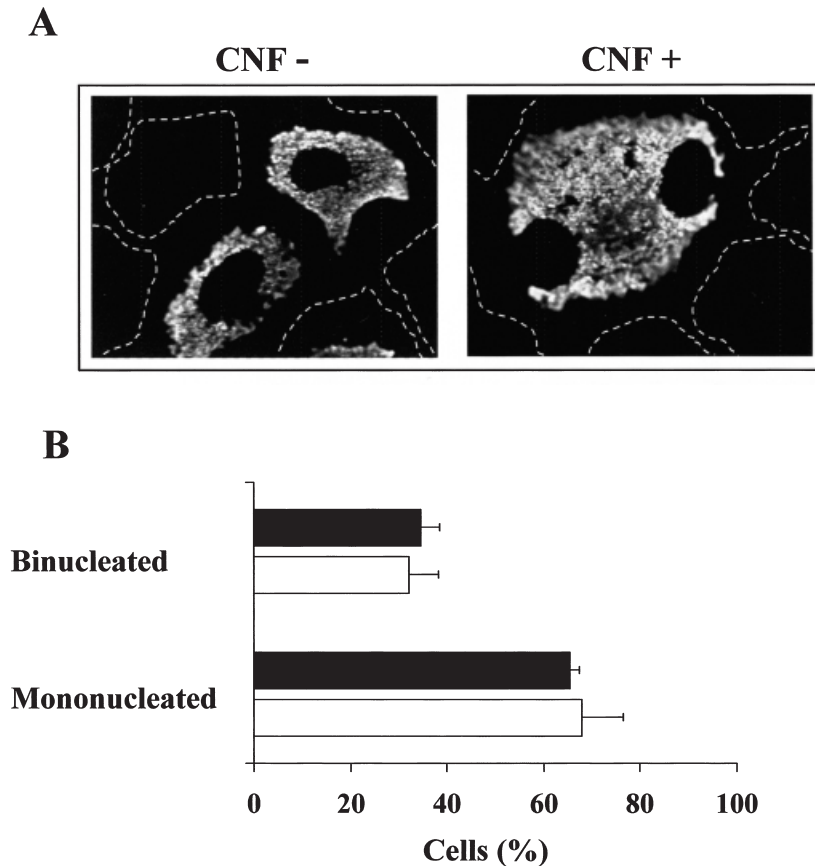 A
CNF - CNF +
B
Binucleated
Mononucleated
0 20 40 60 80 100
Cells (%)